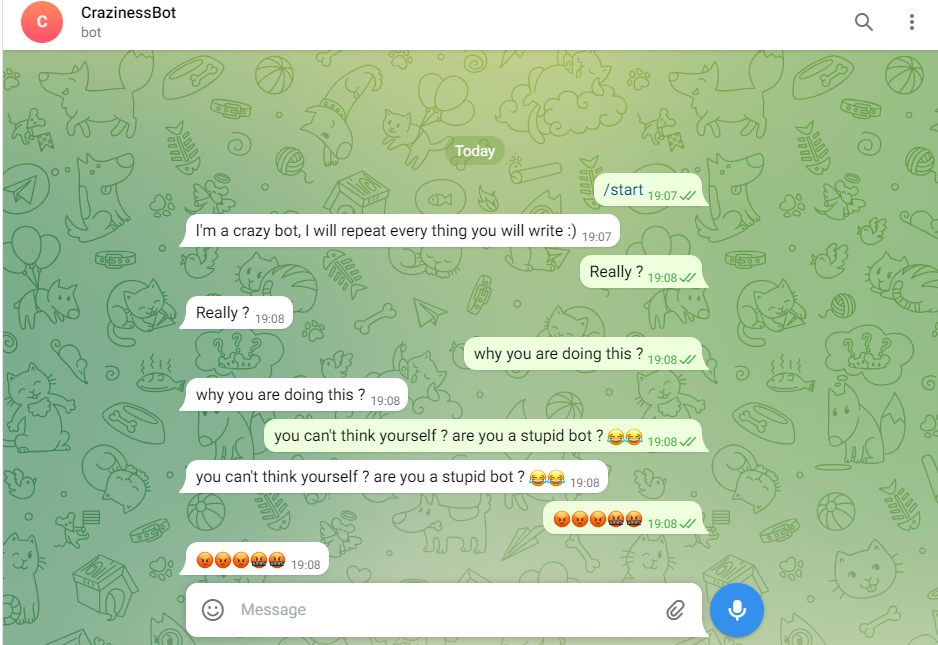 C
CrazinessBot
bot
Today
/start 19:07
I'm a crazy bot, I will repeat every thing you will write :) 19:07
Really ? 19:08
Really ? 19:08
why you are doing this ? 19:08
why you are doing this ? 19:08
you can't think yourself ? are you a stupid bot ? 😂😂 19:08
you can't think yourself ? are you a stupid bot ? 😂😂 19:08
😡😡😡🤬🤬 19:08
😡😡😡🤬🤬 19:08
Message